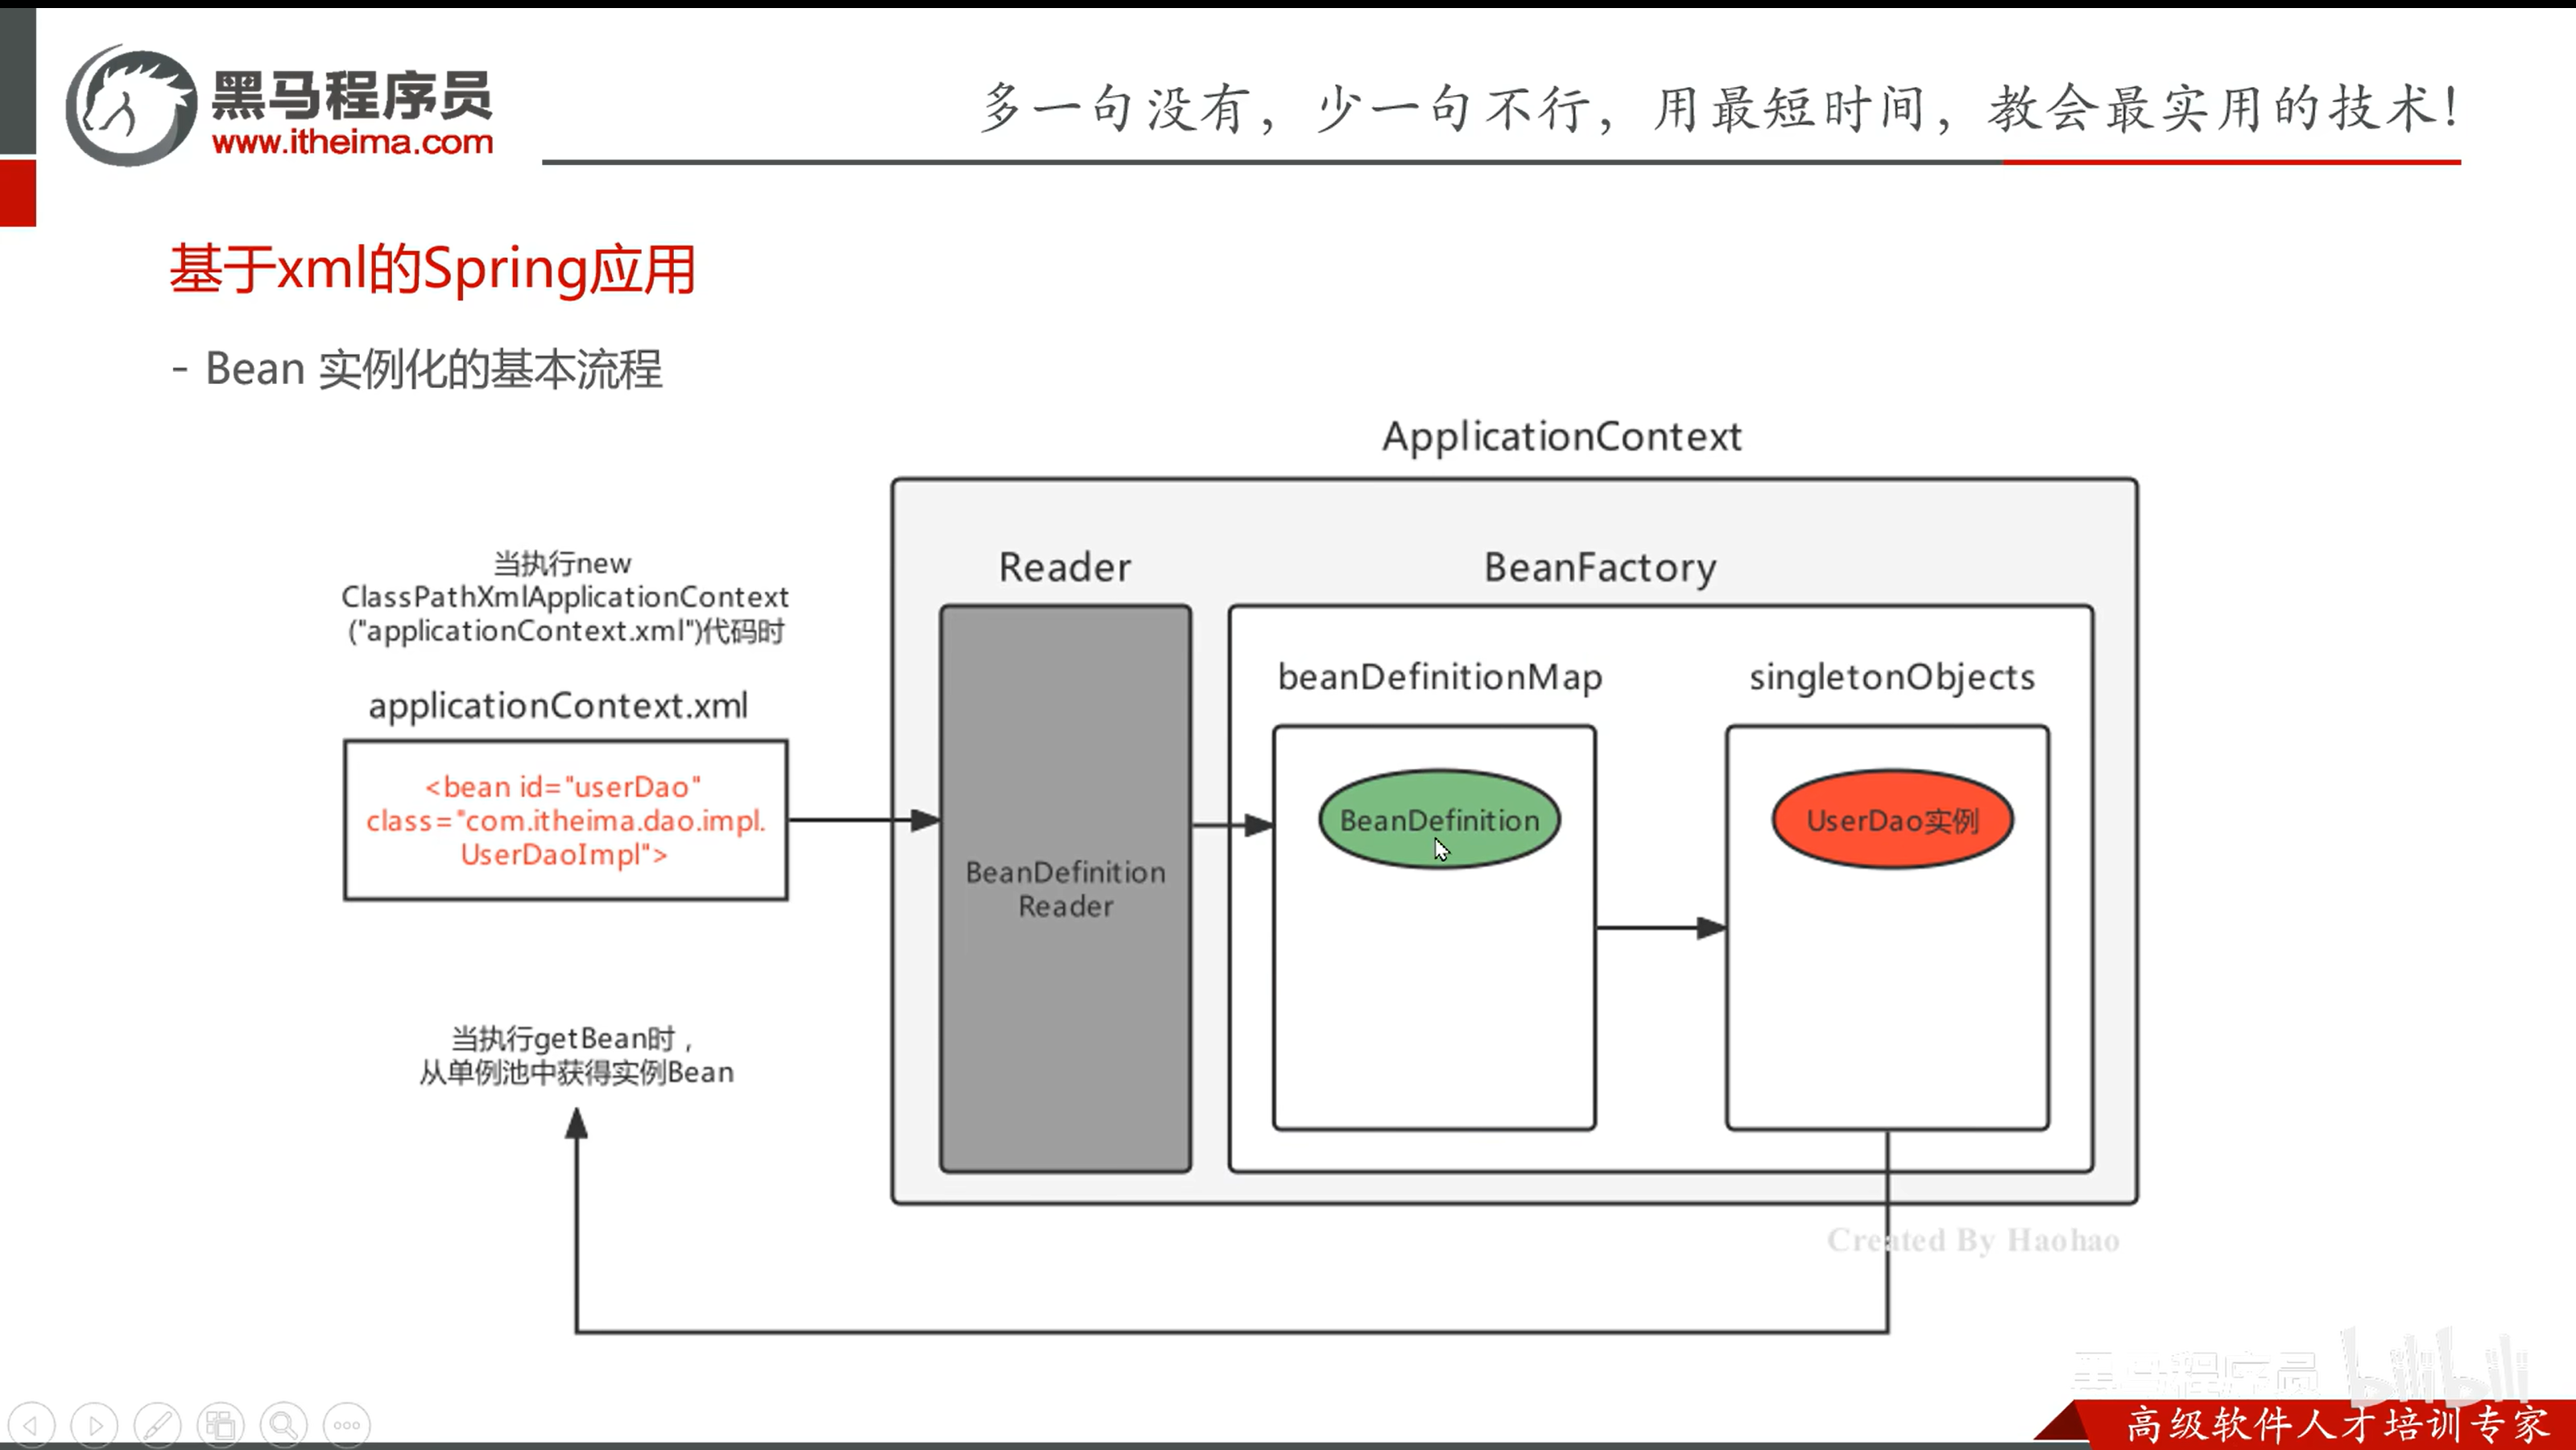 黑马程序员
www.itheima.com
多一句没有，少一句不行，用最短时间，教会最实用的技术！
基于xml的Spring应用
- Bean 实例化的基本流程
ApplicationContext
当执行new
ClassPathXmlApplicationContext
("applicationContext.xml")代码时
Reader
BeanFactory
applicationContext.xml
beanDefinitionMap
singletonObjects
<bean id="userDao"
class="com.itheima.dao.impl.
UserDaoImpl">
BeanDefinition
Reader
BeanDefinition
UserDao实例
当执行getBean时，
从单例池中获得实例Bean
Created By Haohao
黑马程序员 bilibili
高级软件人才培训专家